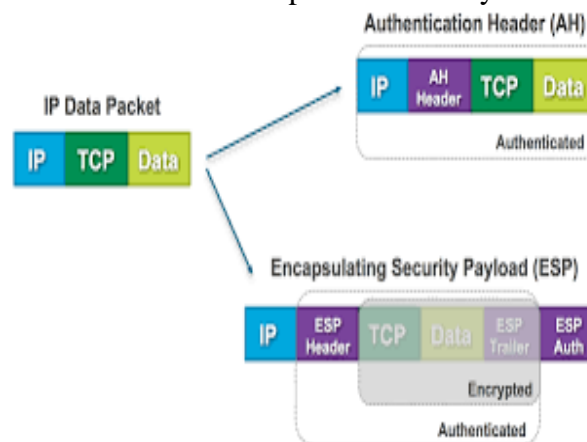 Authentication Header (AH)
IP AH Header TCP Data
Authenticated
IP Data Packet
IP TCP Data
Encapsulating Security Payload (ESP)
IP ESP Header TCP Data ESP Trailer ESP Auth
Encrypted
Authenticated